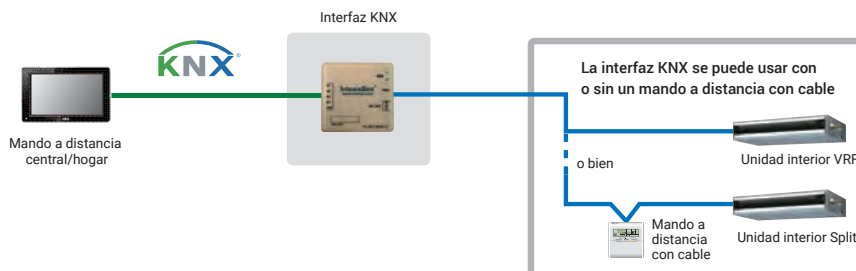 Interfaz KNX
KNX
La interfaz KNX se puede usar con
o sin un mando a distancia con cable
Mando a distancia
central/hogar
Unidad interior VRF
o bien
Mando a
distancia
con cable
Unidad interior Split